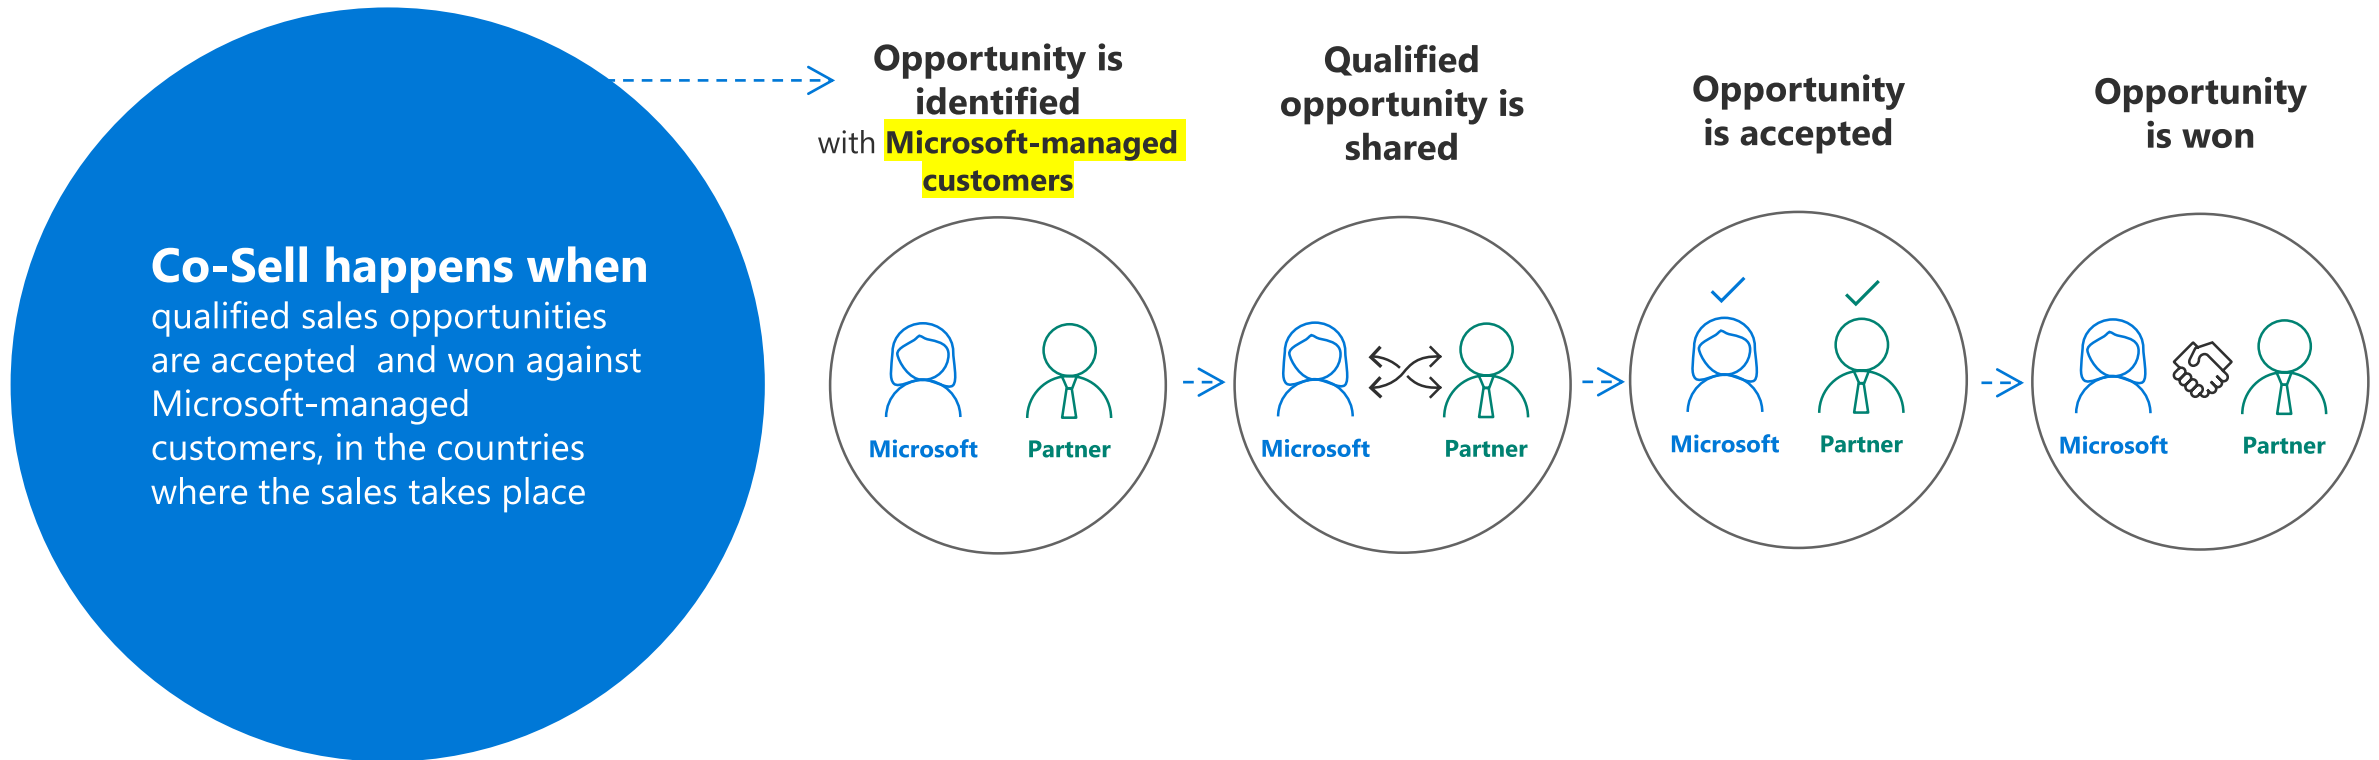 Co-Sell happens when
qualified sales opportunities
are accepted  and won against
Microsoft-managed
customers, in the countries
where the sales takes place
Opportunity is
identified
with Microsoft-managed
customers
Microsoft
Partner
Qualified
opportunity is
shared
Microsoft
Partner
Opportunity
is accepted
Microsoft
Partner
Opportunity
is won
Microsoft
Partner